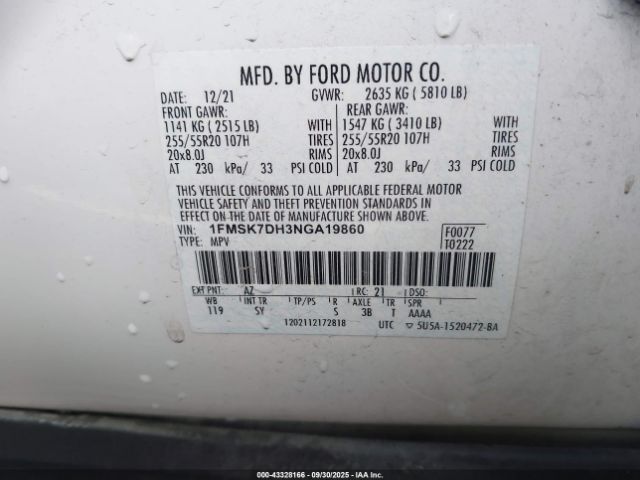 MFD. BY FORD MOTOR CO.
DATE: 12/21 GVWR: 2635 KG ( 5810 LB)
FRONT GAWR: REAR GAWR:
1141 KG ( 2515 LB) WITH 1547 KG ( 3410 LB) WITH
255/55R20 107H TIRES 255/55R20 107H TIRES
20x8.0J RIMS 20x8.0J RIMS
AT 230 kPa/ 33 PSI COLD AT 230 kPa/ 33 PSI COLD
THIS VEHICLE CONFORMS TO ALL APPLICABLE FEDERAL MOTOR
VEHICLE SAFETY AND THEFT PREVENTION STANDARDS IN
EFFECT ON THE DATE OF MANUFACTURE SHOWN ABOVE.
VIN: 1FMSK7DH3NGA19860 F0077
TYPE: MPV T0222
EXT PNT: AZ RC: 21 DSO:
WB INT TR TP/PS R AXLE TR SPR
119 SY S 3B T AAAA
1202112172818 UTC ▽ 5U5A-1520472-BA
000-43328166 - 09/30/2025 - IAAI.com